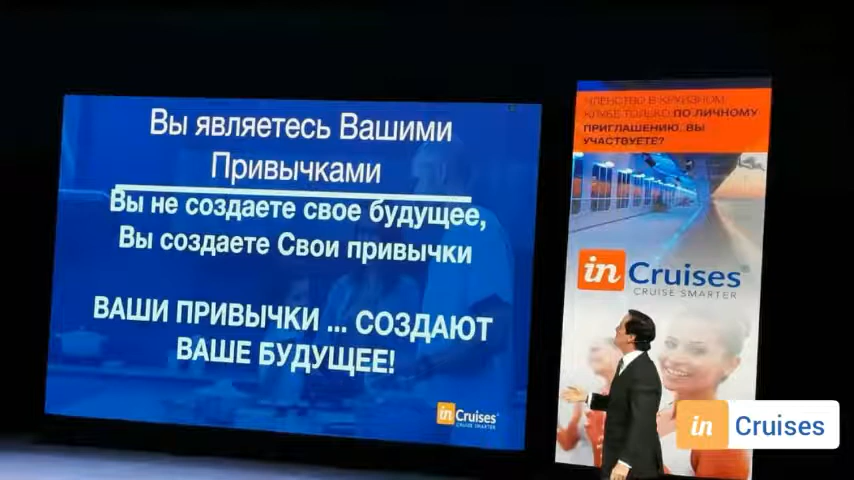 Вы являетесь Вашими
Привычками
Вы не создаете свое будущее,
Вы создаете Свои привычки
ВАШИ ПРИВЫЧКИ ... СОЗДАЮТ
ВАШЕ БУДУЩЕЕ!
in Cruises
CRUISE SMARTER
ЧЛЕНСТВО В КРУИЗНОМ
КЛУБЕ ТОЛЬКО ПО ЛИЧНОМУ
ПРИГЛАШЕНИЮ. ВЫ
УЧАСТВУЕТЕ?
in Cruises®
CRUISE SMARTER
in Cruises